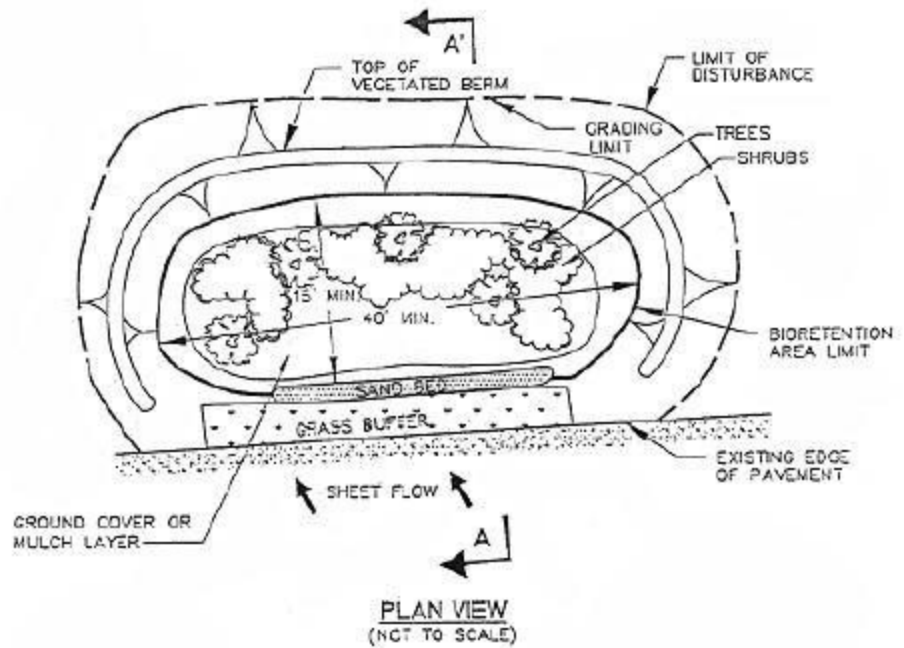 A'
TOP OF
VEGETATED BERM
LIMIT OF
DISTURBANCE
GRADING
LIMIT
TREES
SHRUBS
15' MIN.
40' MIN.
BIORETENTION
AREA LIMIT
SAND BED
GRASS BUFFER
EXISTING EDGE
OF PAVEMENT
SHEET FLOW
GROUND COVER OR
MULCH LAYER
A
PLAN VIEW
(NOT TO SCALE)